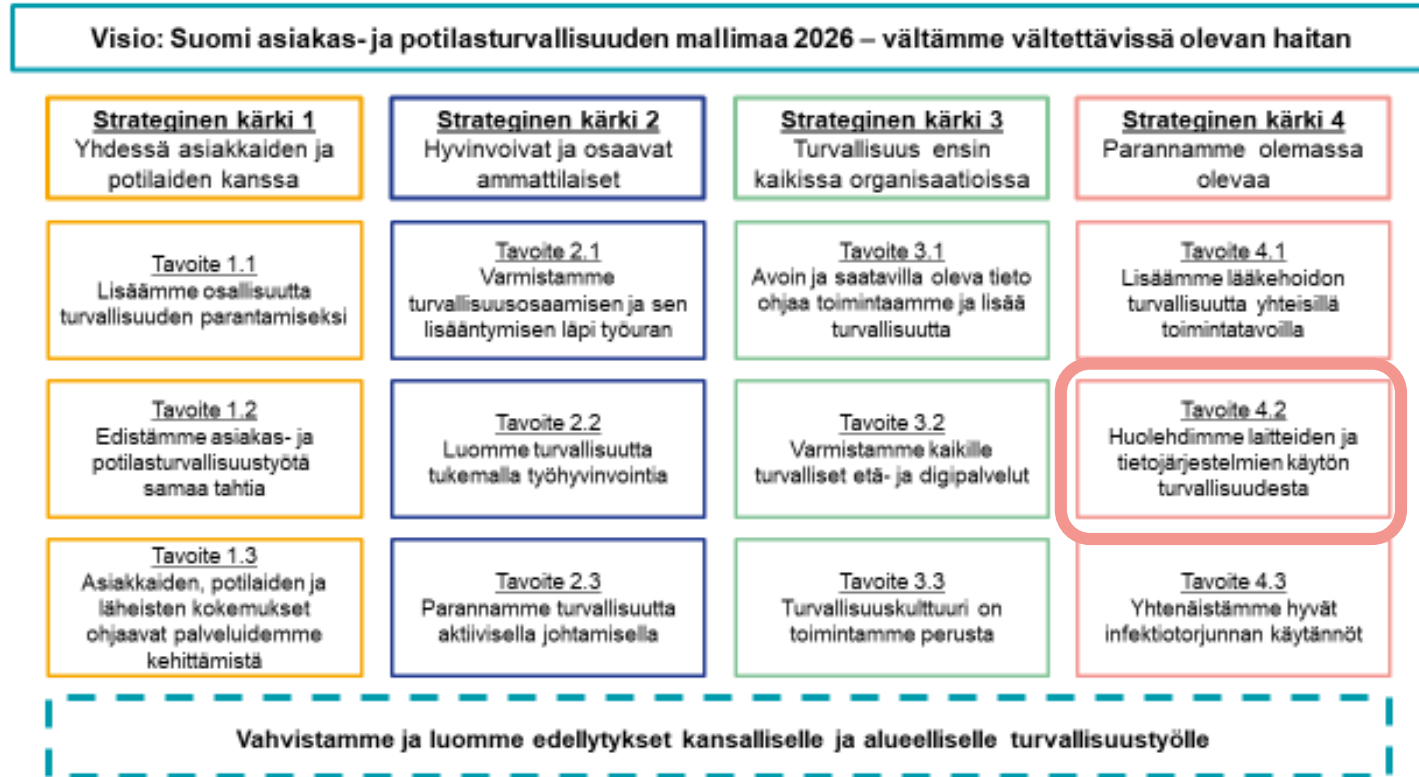 Visio: Suomi asiakas- ja potilasturvallisuuden mallimaa 2026 – vältämme vältettävissä olevan haitan
Strateginen kärki 1
Yhdessä asiakkaiden ja
potilaiden kanssa
Tavoite 1.1
Lisäämme osallisuutta
turvallisuuden parantamiseksi
Tavoite 1.2
Edistämme asiakas- ja
potilasturvallisuustyötä
samaa tahtia
Tavoite 1.3
Asiakkaiden, potilaiden ja
läheisten kokemukset
ohjaavat palveluidemme
kehittämistä
Strateginen kärki 2
Hyvinvoivat ja osaavat
ammattilaiset
Tavoite 2.1
Varmistamme
turvallisuusosaamisen ja sen
lisääntymisen läpi työuran
Tavoite 2.2
Luomme turvallisuutta
tukemalla työhyvinvointia
Tavoite 2.3
Parannamme turvallisuutta
aktiivisella johtamisella
Strateginen kärki 3
Turvallisuus ensin
kaikissa organisaatioissa
Tavoite 3.1
Avoin ja saatavilla oleva tieto
ohjaa toimintaamme ja lisää
turvallisuutta
Tavoite 3.2
Varmistamme kaikille
turvalliset etä- ja digipalvelut
Tavoite 3.3
Turvallisuuskulttuuri on
toimintamme perusta
Strateginen kärki 4
Parannamme olemassa
olevaa
Tavoite 4.1
Lisäämme lääkehoidon
turvallisuutta yhteisillä
toimintatavoilla
Tavoite 4.2
Huolehdimme laitteiden ja
tietojärjestelmien käytön
turvallisuudesta
Tavoite 4.3
Yhtenäistämme hyvät
infektiotorjunnan käytännöt
Vahvistamme ja luomme edellytykset kansalliselle ja alueelliselle turvallisuustyölle